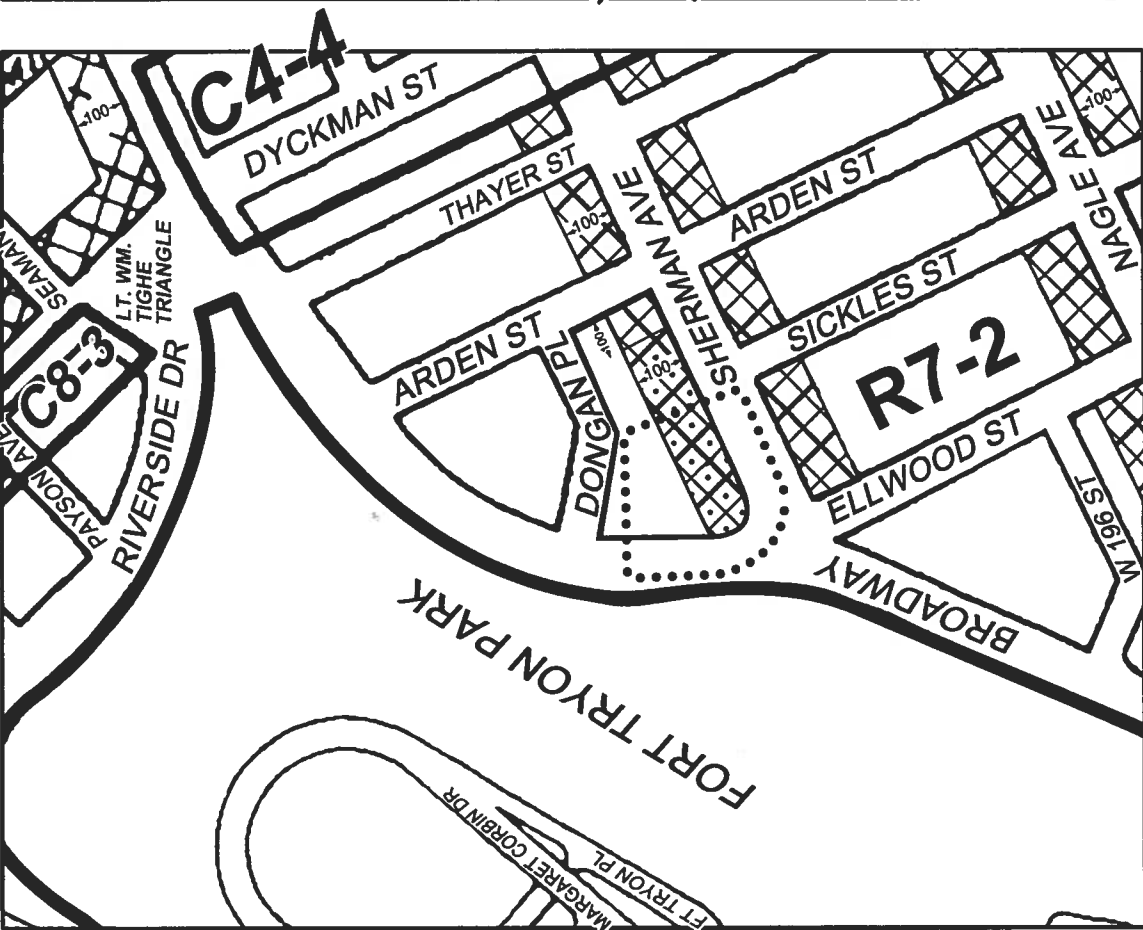 C4-4
DYCKMAN ST
-100-
THAYER ST
-100-
SHERMAN AVE
ARDEN ST
NAGLE AVE
-100-
NAGLE
SEAMAN
LT. WM.
TIGHE
TRIANGLE
SICKLES ST
R7-2
ARDEN ST
DONGAN PL
-100-
-100-
C8-3
RIVERSIDE DR
PAYSON AVE
ELLWOOD ST
W 196 ST
W
BROADWAY
FORT TRYON PARK
MARGARET CORBIN DR
FT TRYON PL